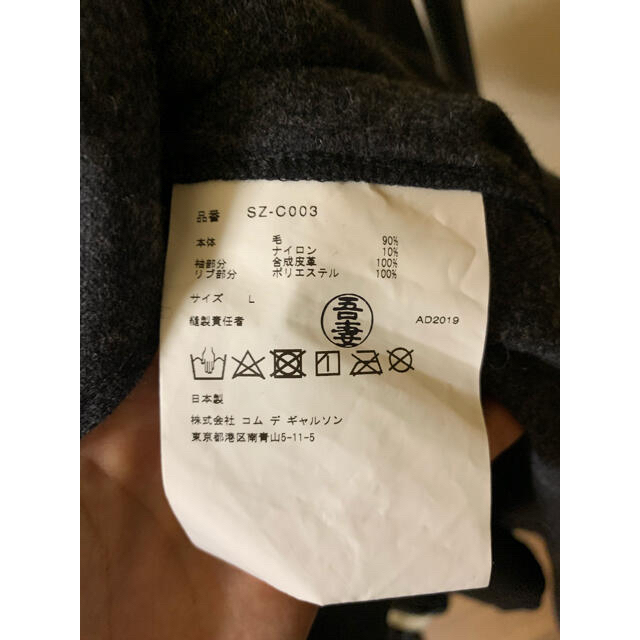 品番 SZ-C003
本体 毛 90%
ナイロン 10%
袖部分 合成皮革 100%
リブ部分 ポリエステル 100%
サイズ L
縫製責任者 吾妻 AD2019
日本製
株式会社 コム デ ギャルソン
東京都港区南青山5-11-5